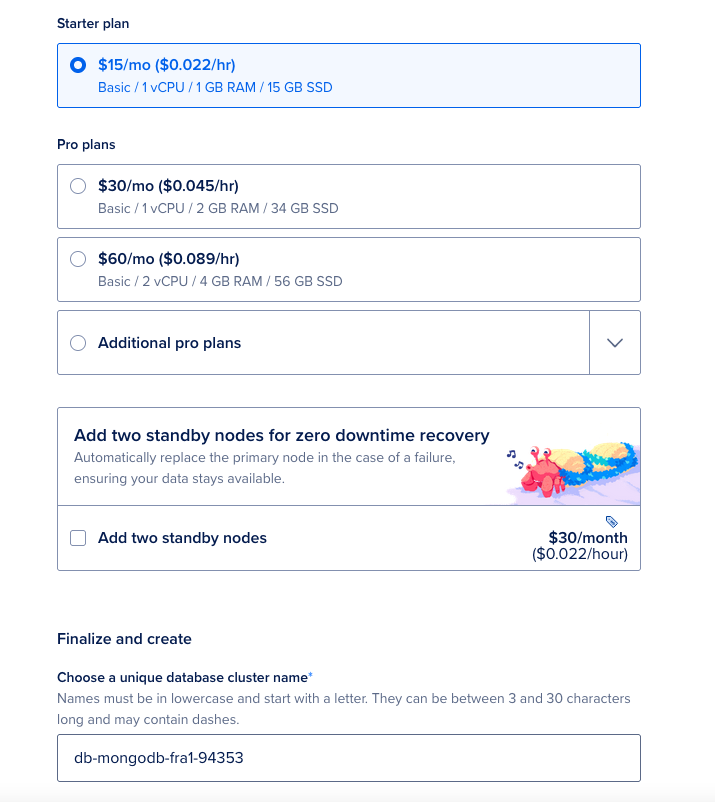 Starter plan
$15/mo ($0.022/hr)
Basic / 1 vCPU / 1 GB RAM / 15 GB SSD
Pro plans
$30/mo ($0.045/hr)
Basic / 1 vCPU / 2 GB RAM / 34 GB SSD
$60/mo ($0.089/hr)
Basic / 2 vCPU / 4 GB RAM / 56 GB SSD
Additional pro plans
Add two standby nodes for zero downtime recovery
Automatically replace the primary node in the case of a failure,
ensuring your data stays available.
Add two standby nodes
$30/month
($0.022/hour)
Finalize and create
Choose a unique database cluster name*
Names must be in lowercase and start with a letter. They can be between 3 and 30 characters
long and may contain dashes.
db-mongodb-fra1-94353